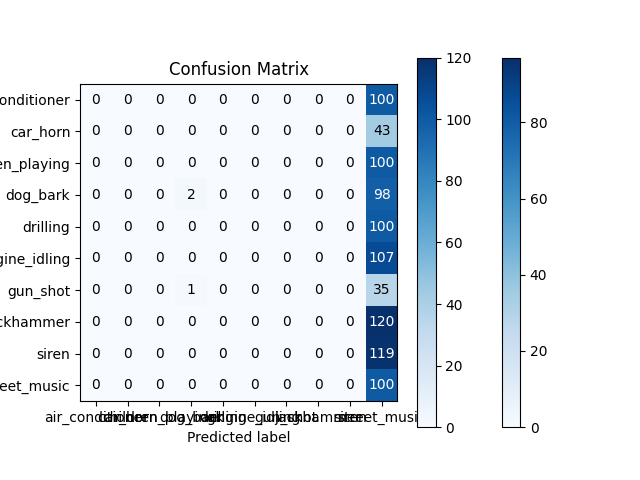 Confusion Matrix
onditioner 0 0 0 0 0 0 0 0 0 100
car_horn 0 0 0 0 0 0 0 0 0 43
en_playing 0 0 0 0 0 0 0 0 0 100
dog_bark 0 0 0 2 0 0 0 0 0 98
drilling 0 0 0 0 0 0 0 0 0 100
gine_idling 0 0 0 0 0 0 0 0 0 107
gun_shot 0 0 0 1 0 0 0 0 0 35
ckhammer 0 0 0 0 0 0 0 0 0 120
siren 0 0 0 0 0 0 0 0 0 119
eet_music 0 0 0 0 0 0 0 0 0 100
Predicted label
120
100
80
60
40
20
0
80
60
40
20
0